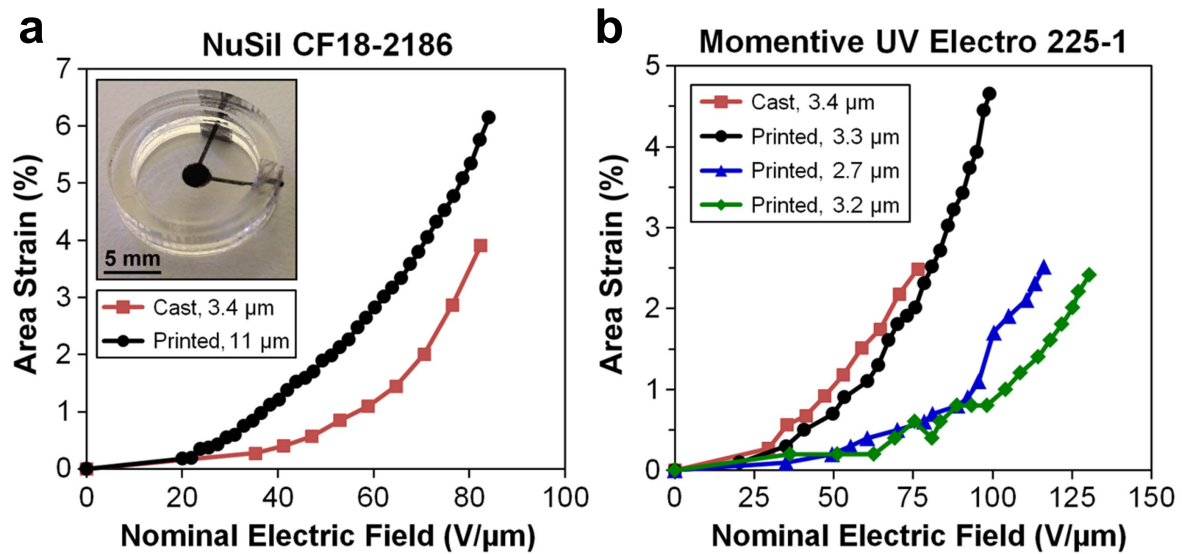 a
NuSil CF18-2186
7
6
5
4
3
2
1
0
0 20 40 60 80 100
Area Strain (%)
Nominal Electric Field (V/µm)
5 mm
Cast, 3.4 µm
Printed, 11 µm
b
Momentive UV Electro 225-1
5
4
3
2
1
0
0 25 50 75 100 125 150
Area Strain (%)
Nominal Electric Field (V/µm)
Cast, 3.4 µm
Printed, 3.3 µm
Printed, 2.7 µm
Printed, 3.2 µm